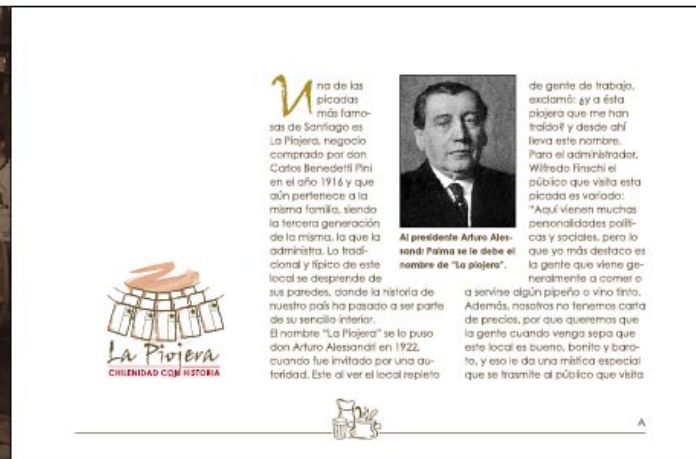 Una de las
picadas
más famo-
sas de Santiago es
La Piojera, negocio
comprado por don
Carlos Benedetti Pini
en el año 1916 y que
aún pertenece a la
misma familia, siendo
la tercera generación
de la misma, la que la
administra. Lo tradi-
cional y típico de este
local se desprende de
sus paredes, donde la historia de
nuestro país ha pasado a ser parte
de su sencillo interior.
El nombre "La Piojera" se lo puso
don Arturo Alessandri en 1922,
cuando fue invitado por una au-
toridad. Este al ver el local repleto
Al presidente Arturo Ales-
sandri Palma se le debe el
nombre de "La piojera".
de gente de trabajo,
exclamó: ¿y a ésta
piojera que me han
traído? y desde ahí
lleva este nombre.
Para el administrador,
Wilfredo Finschi el
público que visita esta
picada es variado:
"Aquí vienen muchas
personalidades políti-
cas y sociales, pero lo
que yo más destaco es
la gente que viene ge-
neralmente a comer o
a servirse algún pipeño o vino tinto.
Además, nosotros no tenemos carta
de precios, por que queremos que
la gente cuando venga sepa que
este local es bueno, bonito y bara-
to, y eso le da una mística especial
que se trasmite al público que visita
La Piojera
CHILENIDAD CON HISTORIA
A